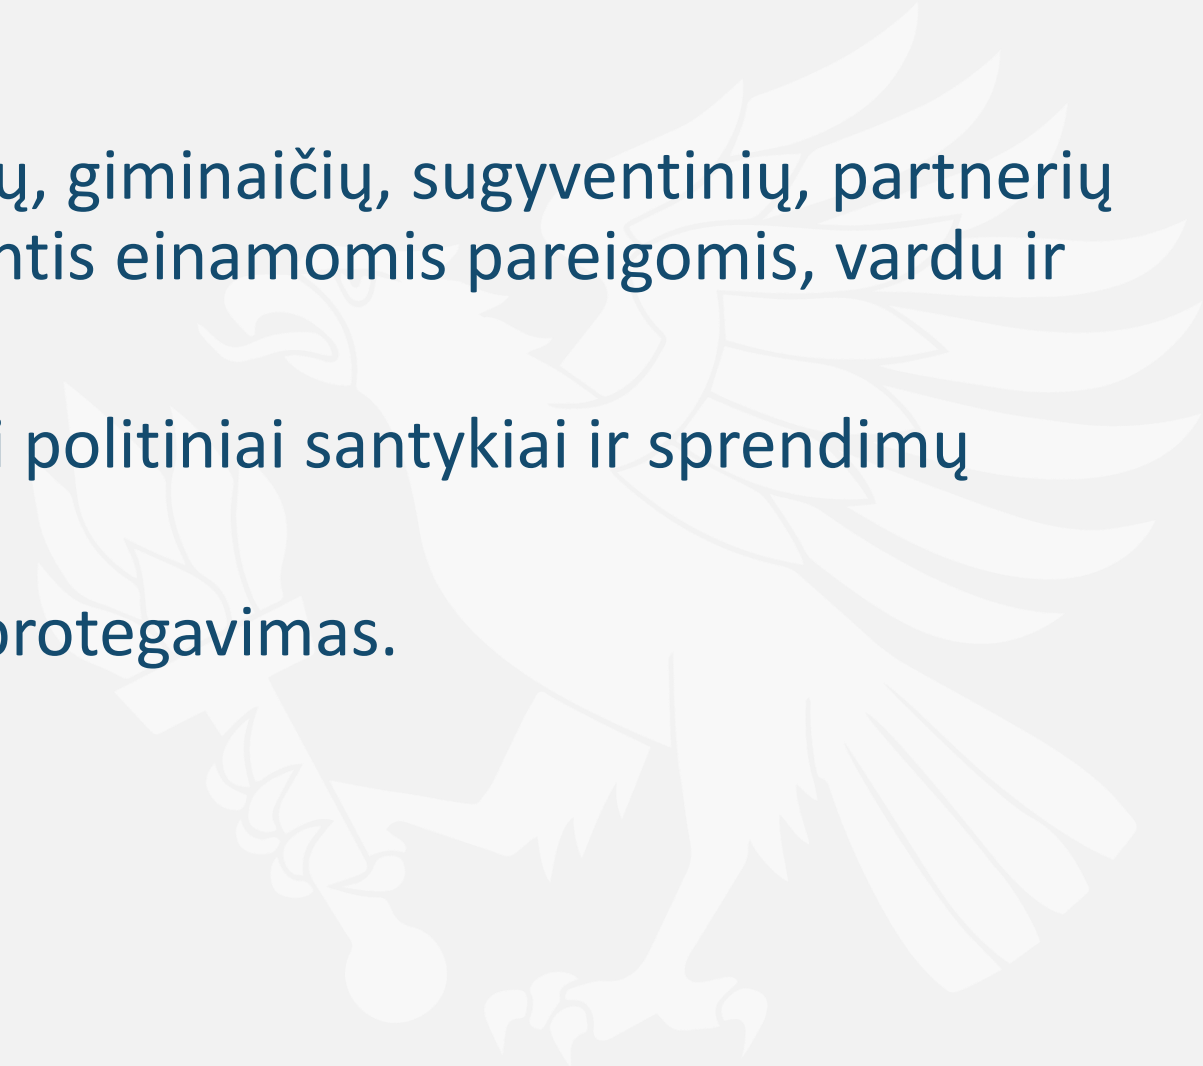 ų, giminaičių, sugyventinių, partnerių
ntis einamomis pareigomis, vardu ir
i politiniai santykiai ir sprendimų
protegavimas.